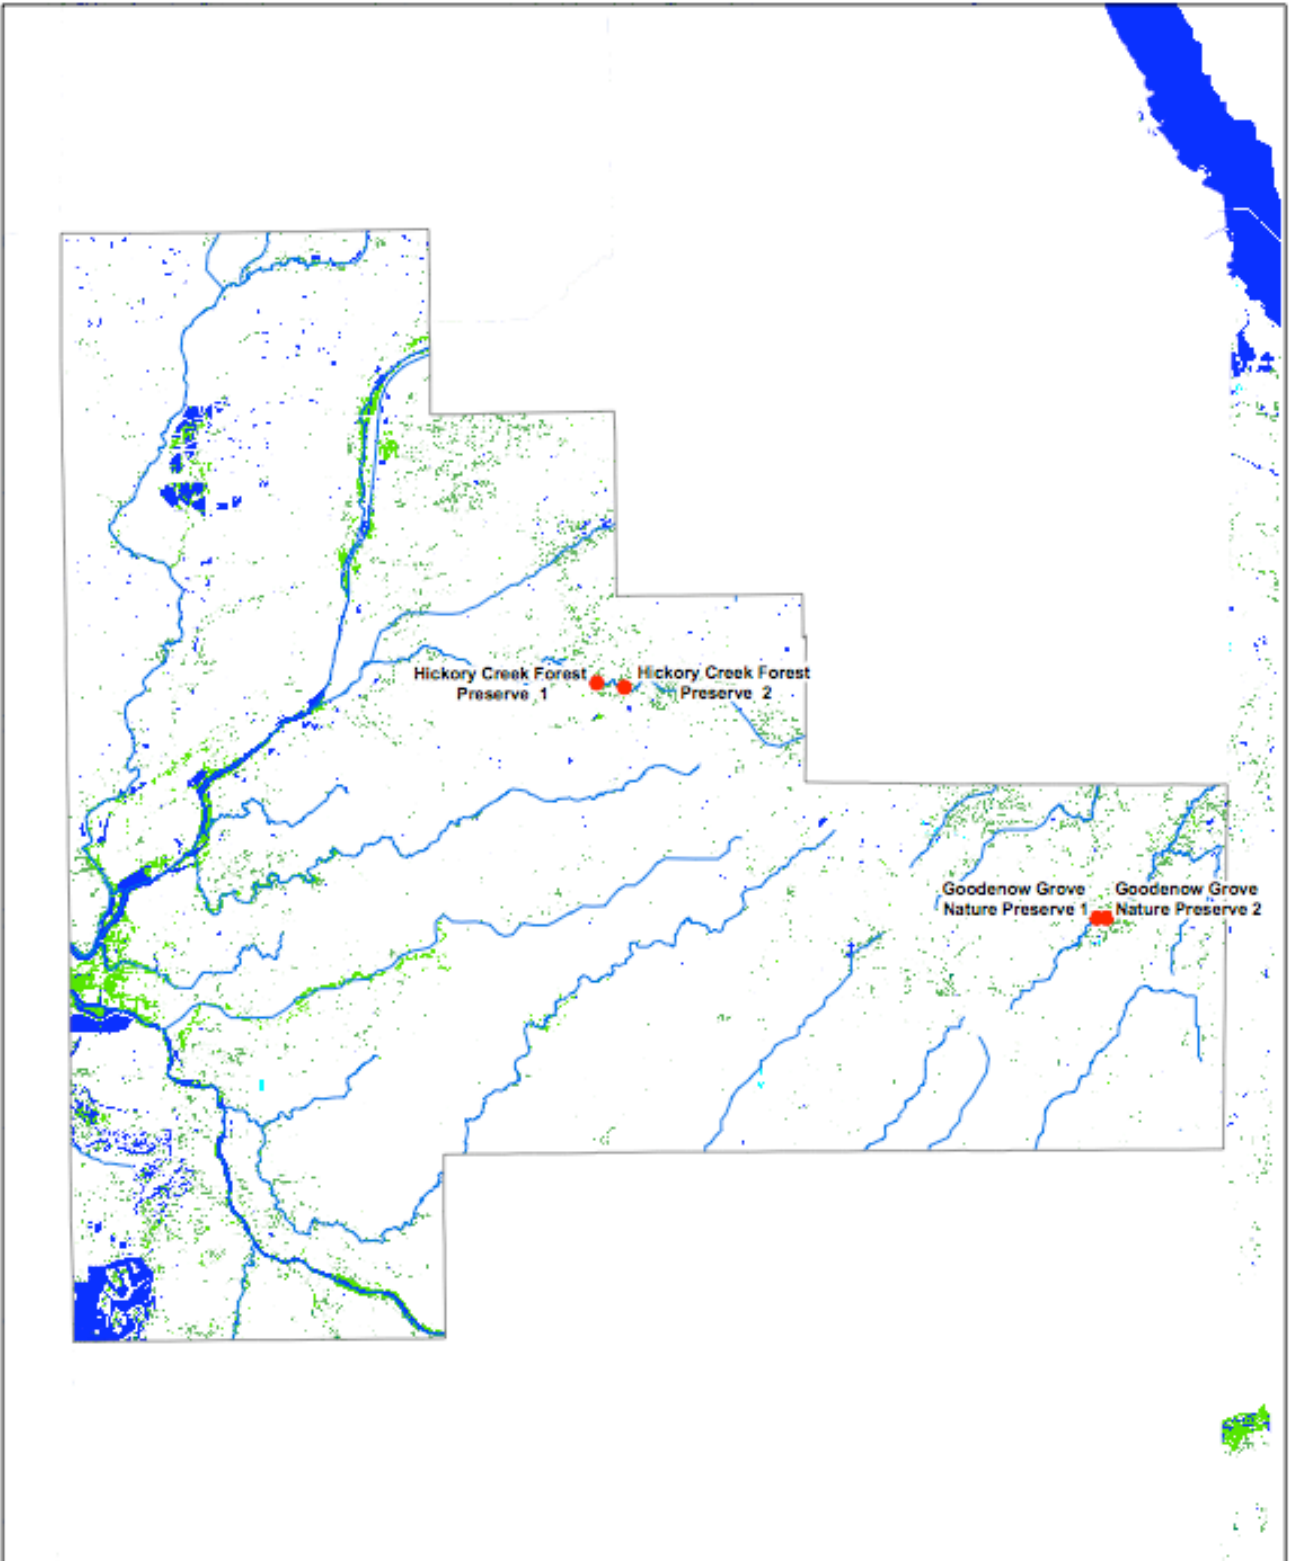 Hickory Creek Forest
Preserve 1
Hickory Creek Forest
Preserve 2
Goodenow Grove
Nature Preserve 1
Goodenow Grove
Nature Preserve 2